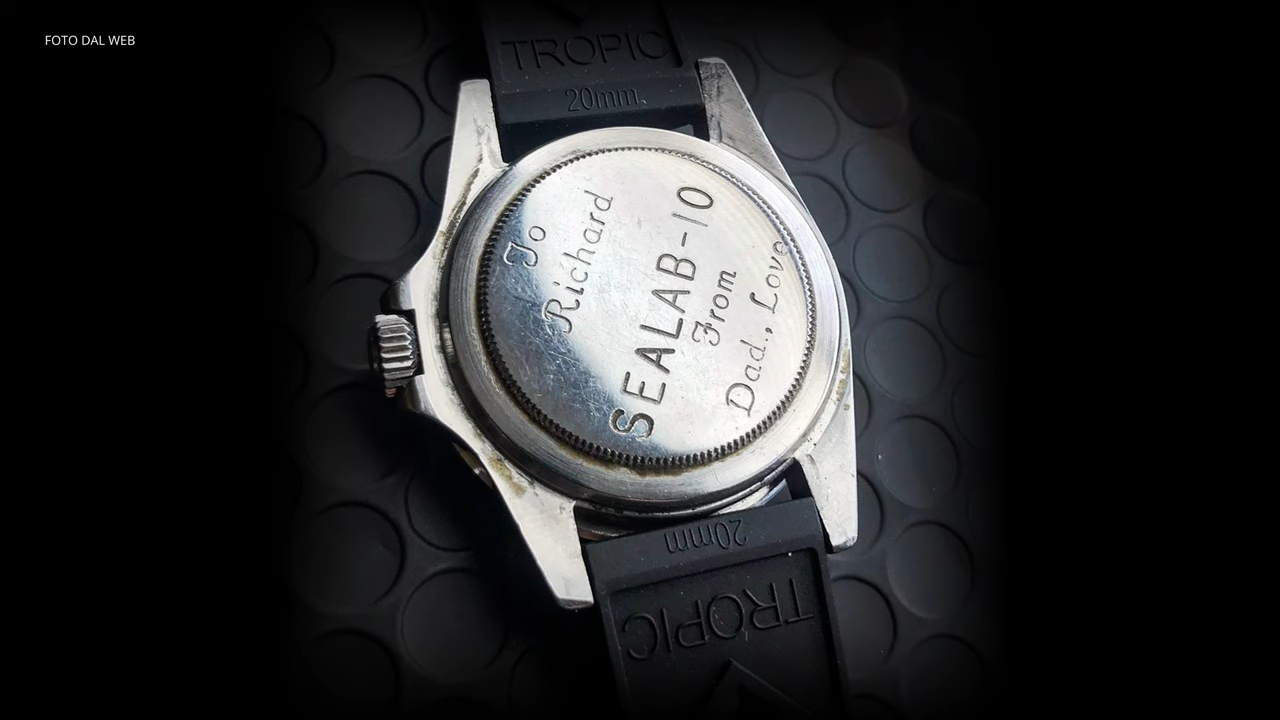 FOTO DAL WEB
TROPIC
20mm
To
Richard
SEALAB-10
From
Dad., Love
20mm
TROPIC